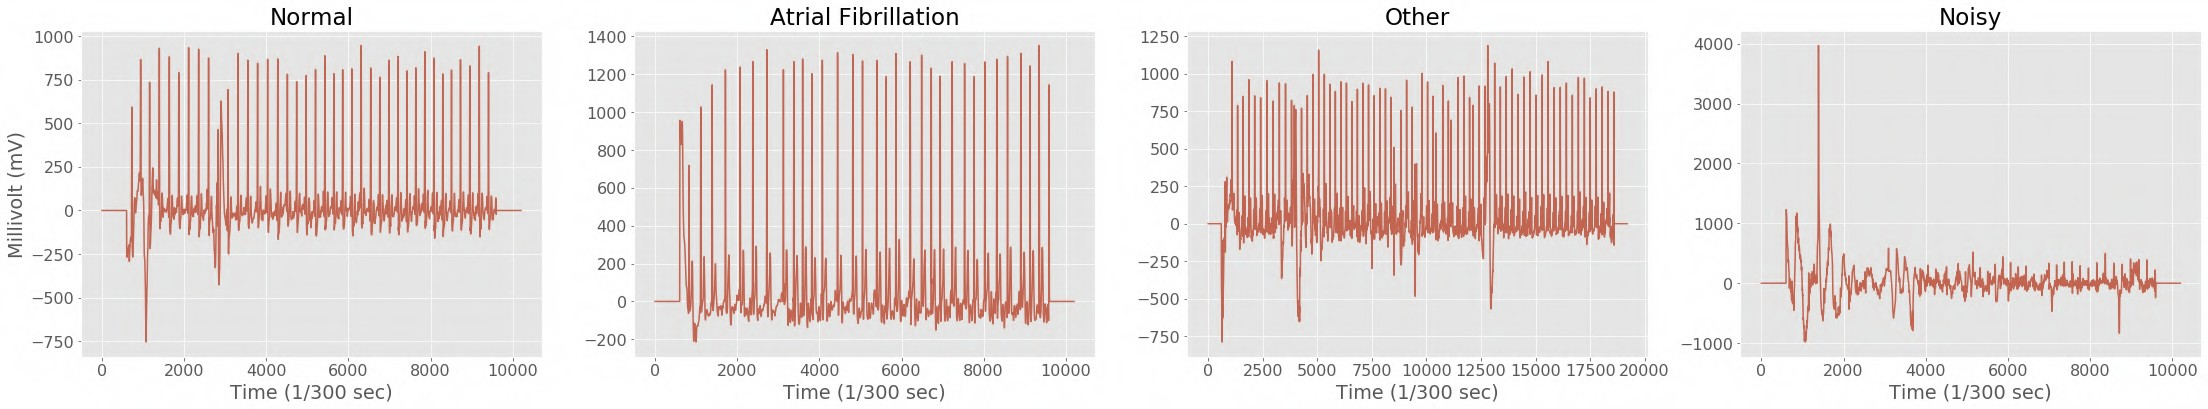 Normal
Atrial Fibrillation
Other
Noisy
Millivolt (mV)
1000
750
500
250
0
−250
−500
−750
0 2000 4000 6000 8000 10000
Time (1/300 sec)
1400
1200
1000
800
600
400
200
0
−200
0 2000 4000 6000 8000 10000
Time (1/300 sec)
1250
1000
750
500
250
0
−250
−500
−750
0 2500 5000 7500 10000 12500 15000 17500 20000
Time (1/300 sec)
4000
3000
2000
1000
0
−1000
0 2000 4000 6000 8000 10000
Time (1/300 sec)